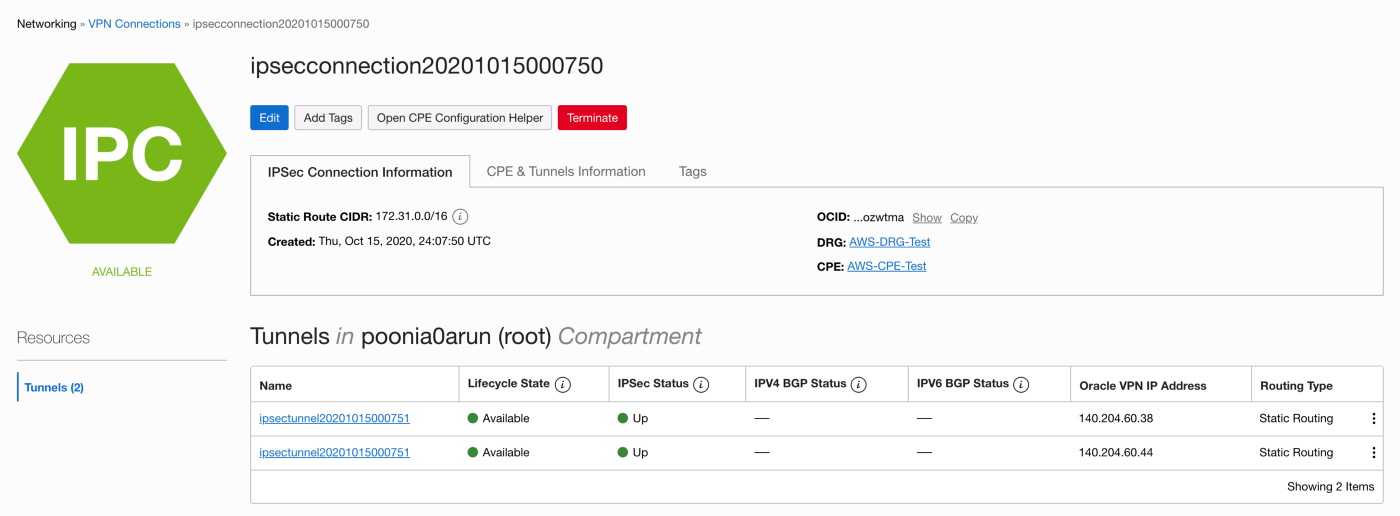 Networking » VPN Connections » ipsecconnection20201015000750
IPC
AVAILABLE
ipsecconnection20201015000750
Edit Add Tags Open CPE Configuration Helper Terminate
IPSec Connection Information CPE & Tunnels Information Tags
Static Route CIDR: 172.31.0.0/16 i
Created: Thu, Oct 15, 2020, 24:07:50 UTC
OCID: ...ozwtma Show Copy
DRG: AWS-DRG-Test
CPE: AWS-CPE-Test
Resources
Tunnels (2)
Tunnels in poonia0arun (root) Compartment
Name Lifecycle State i IPSec Status i IPV4 BGP Status i IPV6 BGP Status i Oracle VPN IP Address Routing Type
ipsectunnel20201015000751 Available Up — — 140.204.60.38 Static Routing
ipsectunnel20201015000751 Available Up — — 140.204.60.44 Static Routing
Showing 2 Items